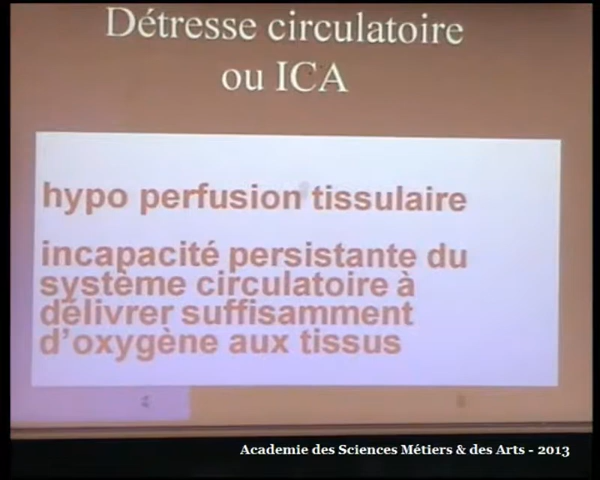 Détresse circulatoire
ou ICA
hypo perfusion tissulaire
incapacité persistante du
système circulatoire à
délivrer suffisamment
d'oxygène aux tissus
Academie des Sciences Métiers & des Arts - 2013